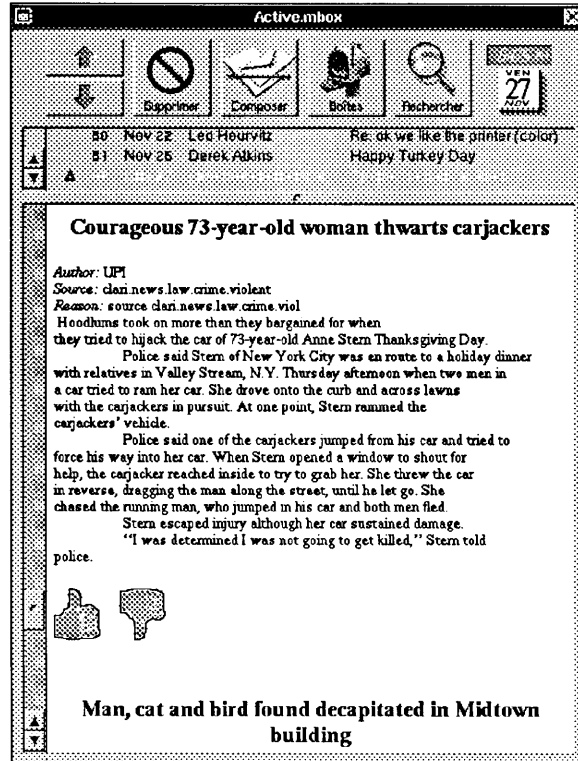 Active.mbox
Supprimer Composer Boîtes Rechercher VEN 27 NOV
80 Nov 22 Leo Hourvitz Re: ok we like the printer (color)
81 Nov 26 Derek Atkins Happy Turkey Day
Courageous 73-year-old woman thwarts carjackers
Author: UPI
Source: clari.news.law.crime.violent
Reason: source clari.news.law.crime.viol
Hoodlums took on more than they bargained for when
they tried to hijack the car of 73-year-old Anne Stern Thanksgiving Day.
Police said Stern of New York City was en route to a holiday dinner
with relatives in Valley Stream, N.Y. Thursday afternoon when two men in
a car tried to ram her car. She drove onto the curb and across lawns
with the carjackers in pursuit. At one point, Stern rammed the
carjackers' vehicle.
Police said one of the carjackers jumped from his car and tried to
force his way into her car. When Stern opened a window to shout for
help, the carjacker reached inside to try to grab her. She threw the car
in reverse, dragging the man along the street, until he let go. She
chased the running man, who jumped in his car and both men fled.
Stern escaped injury although her car sustained damage.
“I was determined I was not going to get killed,” Stern told
police.
Man, cat and bird found decapitated in Midtown
building